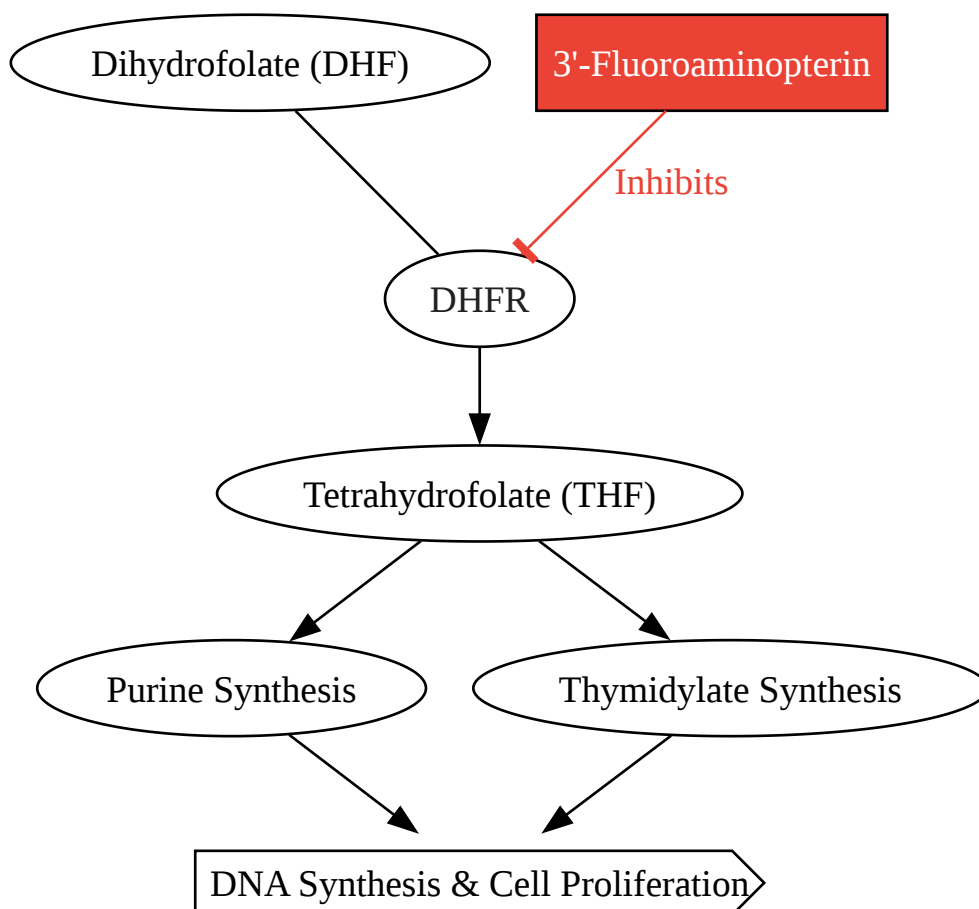 Dihydrofolate (DHF)
3'-Fluoroaminopterin
Inhibits
DHFR
Tetrahydrofolate (THF)
Purine Synthesis
Thymidylate Synthesis
DNA Synthesis & Cell Proliferation